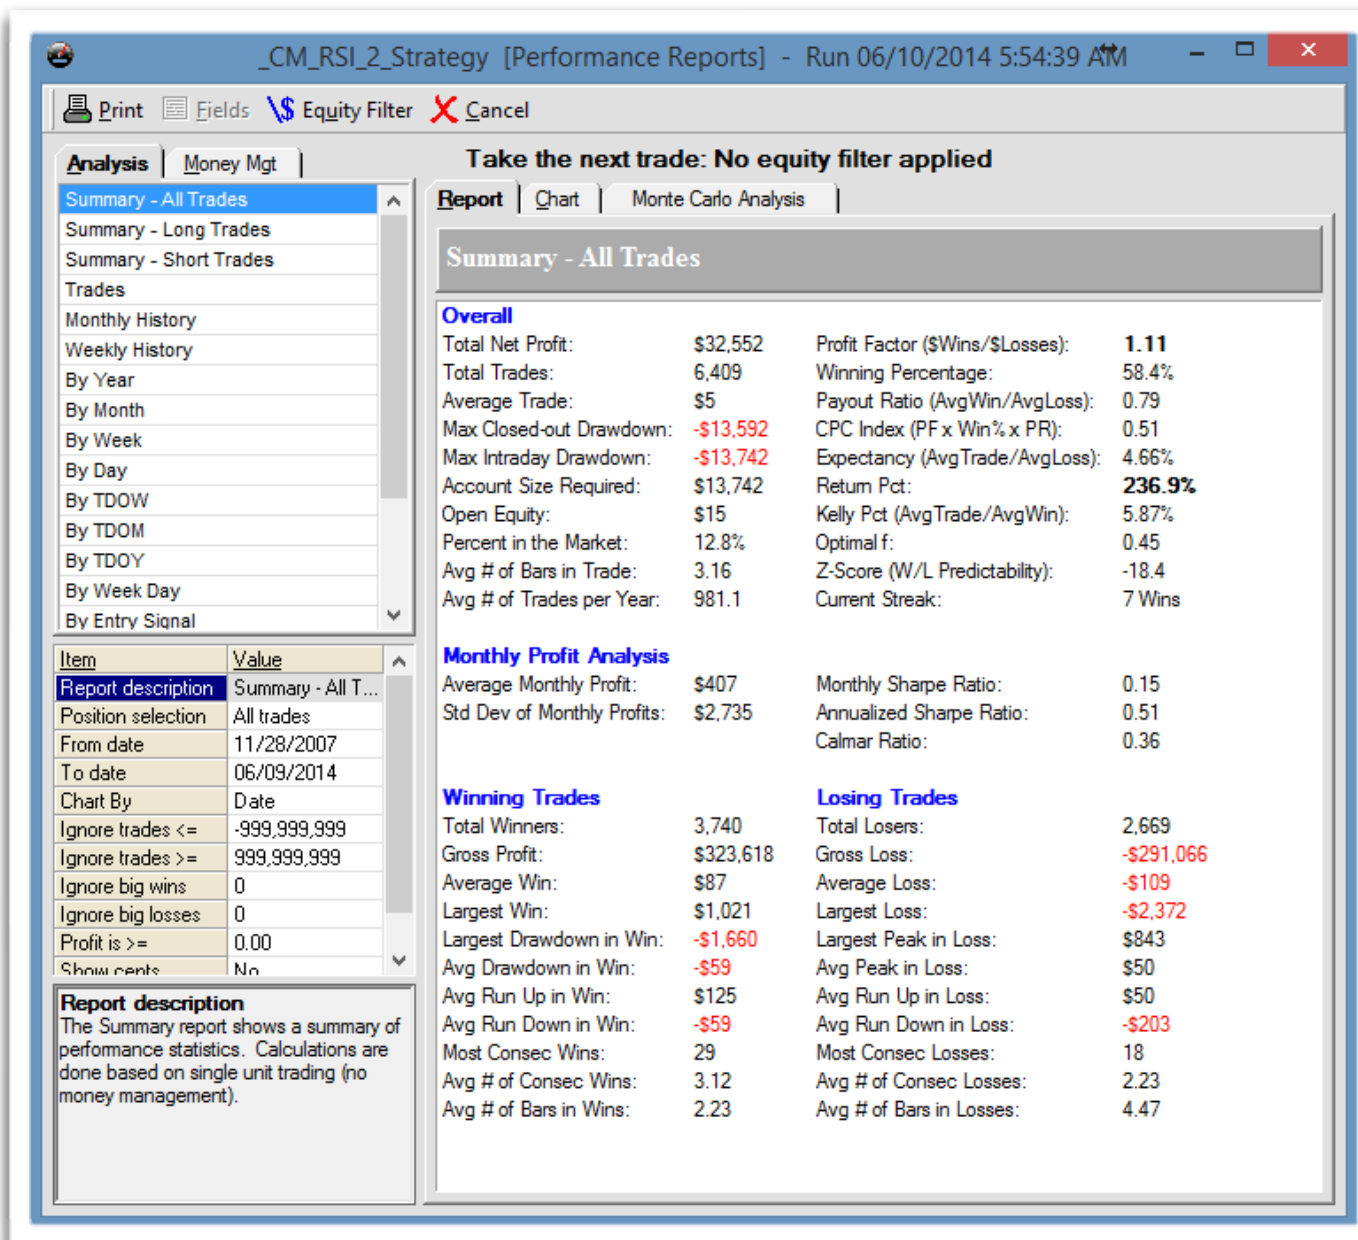 _CM_RSI_2_Strategy [Performance Reports] - Run 06/10/2014 5:54:39 AM
Print Fields \$ Equity Filter Cancel
Analysis Money Mgt
Take the next trade: No equity filter applied
Summary - All Trades
Summary - Long Trades
Summary - Short Trades
Trades
Monthly History
Weekly History
By Year
By Month
By Week
By Day
By TDOW
By TDOM
By TDOY
By Week Day
By Entry Signal
Item Value
Report description Summary - All T...
Position selection All trades
From date 11/28/2007
To date 06/09/2014
Chart By Date
Ignore trades <= -999,999,999
Ignore trades >= 999,999,999
Ignore big wins 0
Ignore big losses 0
Profit is >= 0.00
Show cents No
Report description
The Summary report shows a summary of
performance statistics. Calculations are
done based on single unit trading (no
money management).
Report Chart Monte Carlo Analysis
Summary - All Trades
Overall
Total Net Profit: $32,552 Profit Factor ($Wins/$Losses): 1.11
Total Trades: 6,409 Winning Percentage: 58.4%
Average Trade: $5 Payout Ratio (AvgWin/AvgLoss): 0.79
Max Closed-out Drawdown: -$13,592 CPC Index (PF x Win% x PR): 0.51
Max Intraday Drawdown: -$13,742 Expectancy (AvgTrade/AvgLoss): 4.66%
Account Size Required: $13,742 Return Pct: 236.9%
Open Equity: $15 Kelly Pct (AvgTrade/AvgWin): 5.87%
Percent in the Market: 12.8% Optimal f: 0.45
Avg # of Bars in Trade: 3.16 Z-Score (W/L Predictability): -18.4
Avg # of Trades per Year: 981.1 Current Streak: 7 Wins
Monthly Profit Analysis
Average Monthly Profit: $407 Monthly Sharpe Ratio: 0.15
Std Dev of Monthly Profits: $2,735 Annualized Sharpe Ratio: 0.51
Calmar Ratio: 0.36
Winning Trades Losing Trades
Total Winners: 3,740 Total Losers: 2,669
Gross Profit: $323,618 Gross Loss: -$291,066
Average Win: $87 Average Loss: -$109
Largest Win: $1,021 Largest Loss: -$2,372
Largest Drawdown in Win: -$1,660 Largest Peak in Loss: $843
Avg Drawdown in Win: -$59 Avg Peak in Loss: $50
Avg Run Up in Win: $125 Avg Run Up in Loss: $50
Avg Run Down in Win: -$59 Avg Run Down in Loss: -$203
Most Consec Wins: 29 Most Consec Losses: 18
Avg # of Consec Wins: 3.12 Avg # of Consec Losses: 2.23
Avg # of Bars in Wins: 2.23 Avg # of Bars in Losses: 4.47